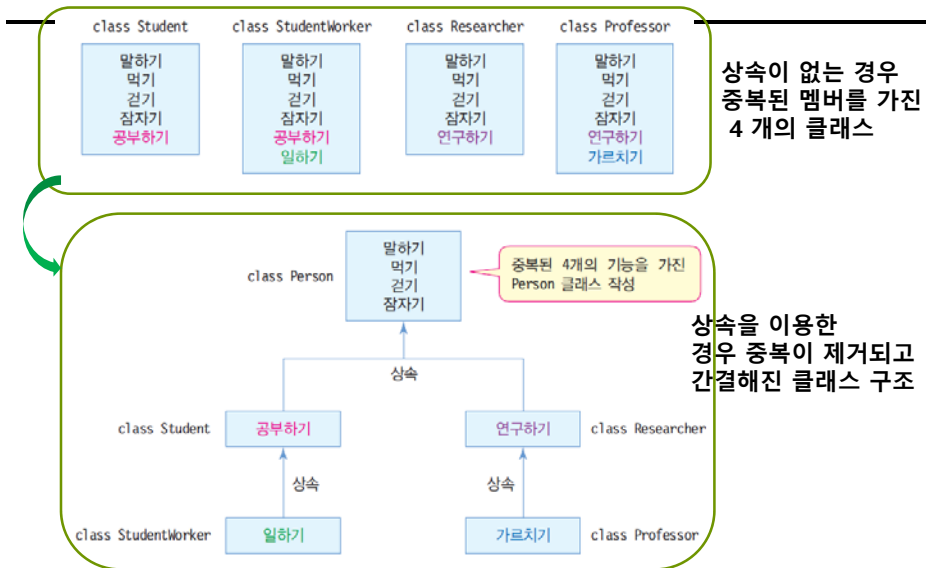 class Student
class StudentWorker
class Researcher
class Professor
말하기
먹기
걷기
잠자기
공부하기
말하기
먹기
걷기
잠자기
공부하기
일하기
말하기
먹기
걷기
잠자기
연구하기
말하기
먹기
걷기
잠자기
연구하기
가르치기
상속이 없는 경우
중복된 멤버를 가진
4 개의 클래스
class Person
말하기
먹기
걷기
잠자기
중복된 4개의 기능을 가진
Person 클래스 작성
상속을 이용한
경우 중복이 제거되고
간결해진 클래스 구조
상속
class Student
공부하기
연구하기
class Researcher
상속
상속
class StudentWorker
일하기
가르치기
class Professor